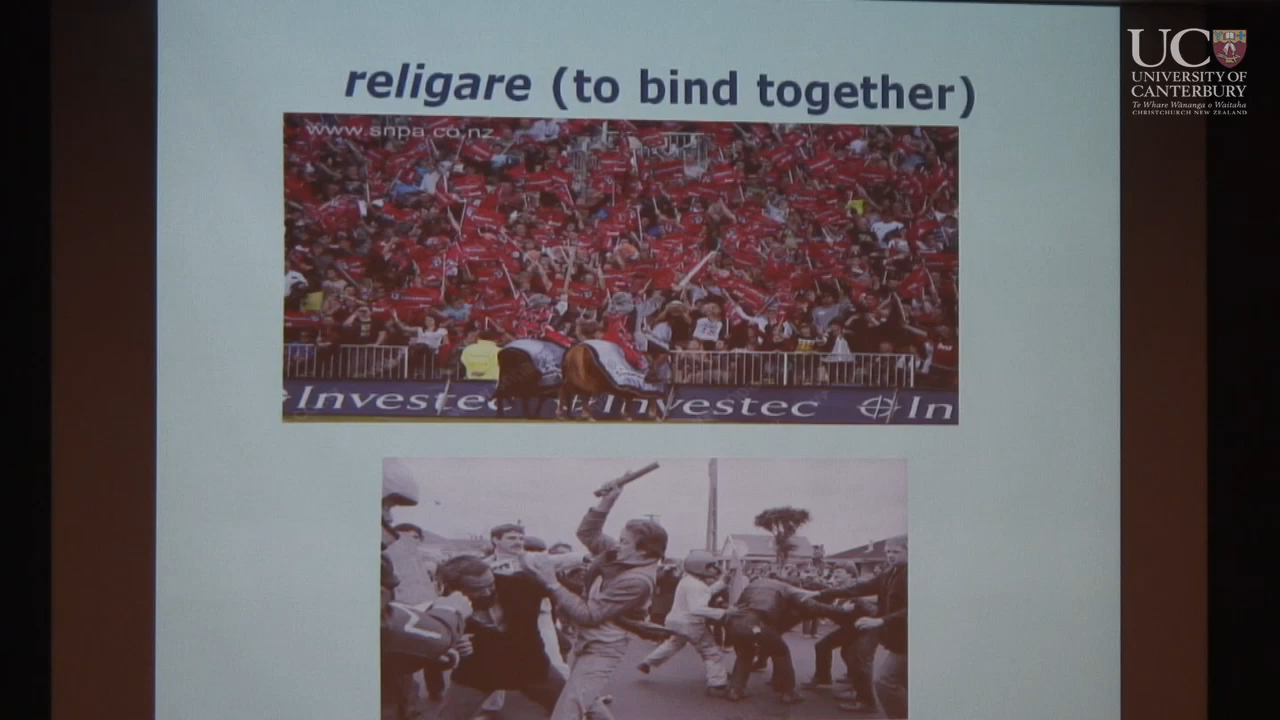 religare (to bind together)
www.snpa.co.nz
Investec Investec In
UC
UNIVERSITY OF
CANTERBURY
Te Whare Wānanga o Waitaha
CHRISTCHURCH NEW ZEALAND